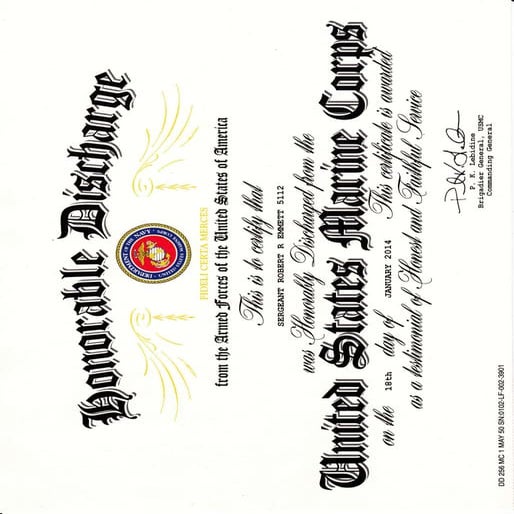 Honorable Discharge
FIDELI CERTA MERCES
from the Armed Forces of the United States of America
This is to certify that
SERGEANT ROBERT R EMMETT 5112
was Honorably Discharged from the
United States Marine Corps
on the 18th day of JANUARY 2014 This certificate is awarded
as a testimonial of Honest and Faithful Service
P. K. Lebidine
Brigadier General, USMC
Commanding General
DD 256 MC 1 MAY 50 SN:0102-LF-002-3901